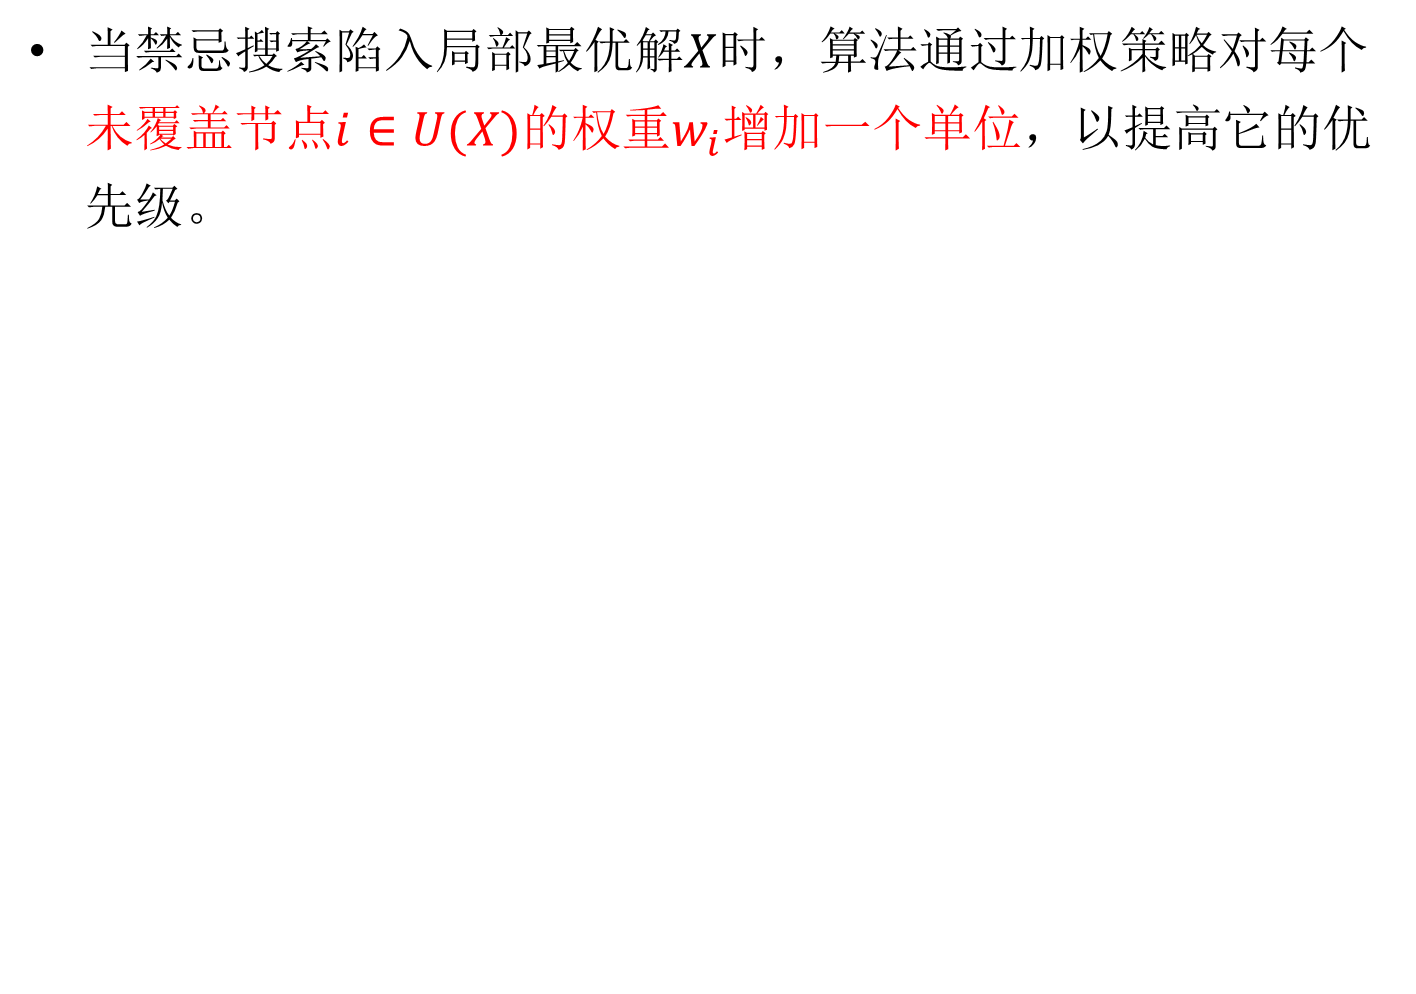 • 当禁忌搜索陷入局部最优解X时，算法通过加权策略对每个
未覆盖节点i ∈ U(X)的权重wᵢ增加一个单位，以提高它的优
先级。